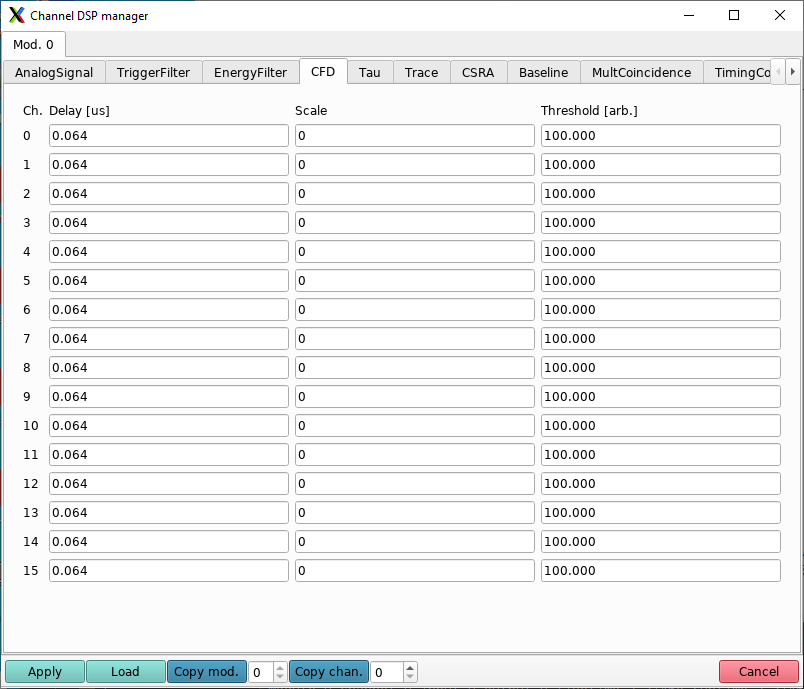 Channel DSP manager
Mod. 0
AnalogSignal TriggerFilter EnergyFilter CFD Tau Trace CSRA Baseline MultCoincidence TimingCo
Ch. Delay [us] Scale Threshold [arb.]
0 0.064 0 100.000
1 0.064 0 100.000
2 0.064 0 100.000
3 0.064 0 100.000
4 0.064 0 100.000
5 0.064 0 100.000
6 0.064 0 100.000
7 0.064 0 100.000
8 0.064 0 100.000
9 0.064 0 100.000
10 0.064 0 100.000
11 0.064 0 100.000
12 0.064 0 100.000
13 0.064 0 100.000
14 0.064 0 100.000
15 0.064 0 100.000
Apply Load Copy mod. 0 Copy chan. 0 Cancel